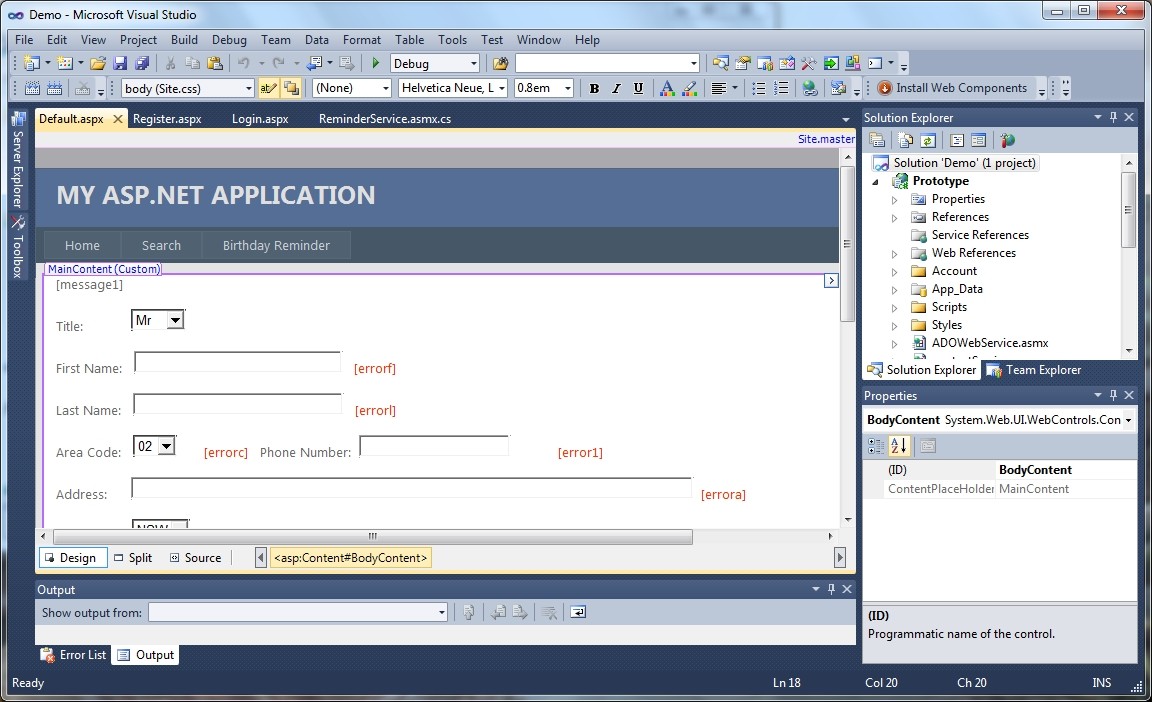 Demo - Microsoft Visual Studio
File Edit View Project Build Debug Team Data Format Table Tools Test Window Help
Debug
body (Site.css) (None) Helvetica Neue, L 0.8em B I U Install Web Components
Server Explorer
Toolbox
Default.aspx Register.aspx Login.aspx ReminderService.asmx.cs
Site.master
MY ASP.NET APPLICATION
Home Search Birthday Reminder
MainContent (Custom)
[message1]
Title: Mr
First Name: [errorf]
Last Name: [errorl]
Area Code: 02 [errorc] Phone Number: [error1]
Address: [errora]
Design Split Source <asp:Content#BodyContent>
Output
Show output from:
Error List Output
Solution Explorer
Solution 'Demo' (1 project)
Prototype
Properties
References
Service References
Web References
Account
App_Data
Scripts
Styles
ADOWebService.asmx
Solution Explorer Team Explorer
Properties
BodyContent System.Web.UI.WebControls.Con
(ID) BodyContent
ContentPlaceHolder MainContent
(ID)
Programmatic name of the control.
Ready Ln 18 Col 20 Ch 20 INS